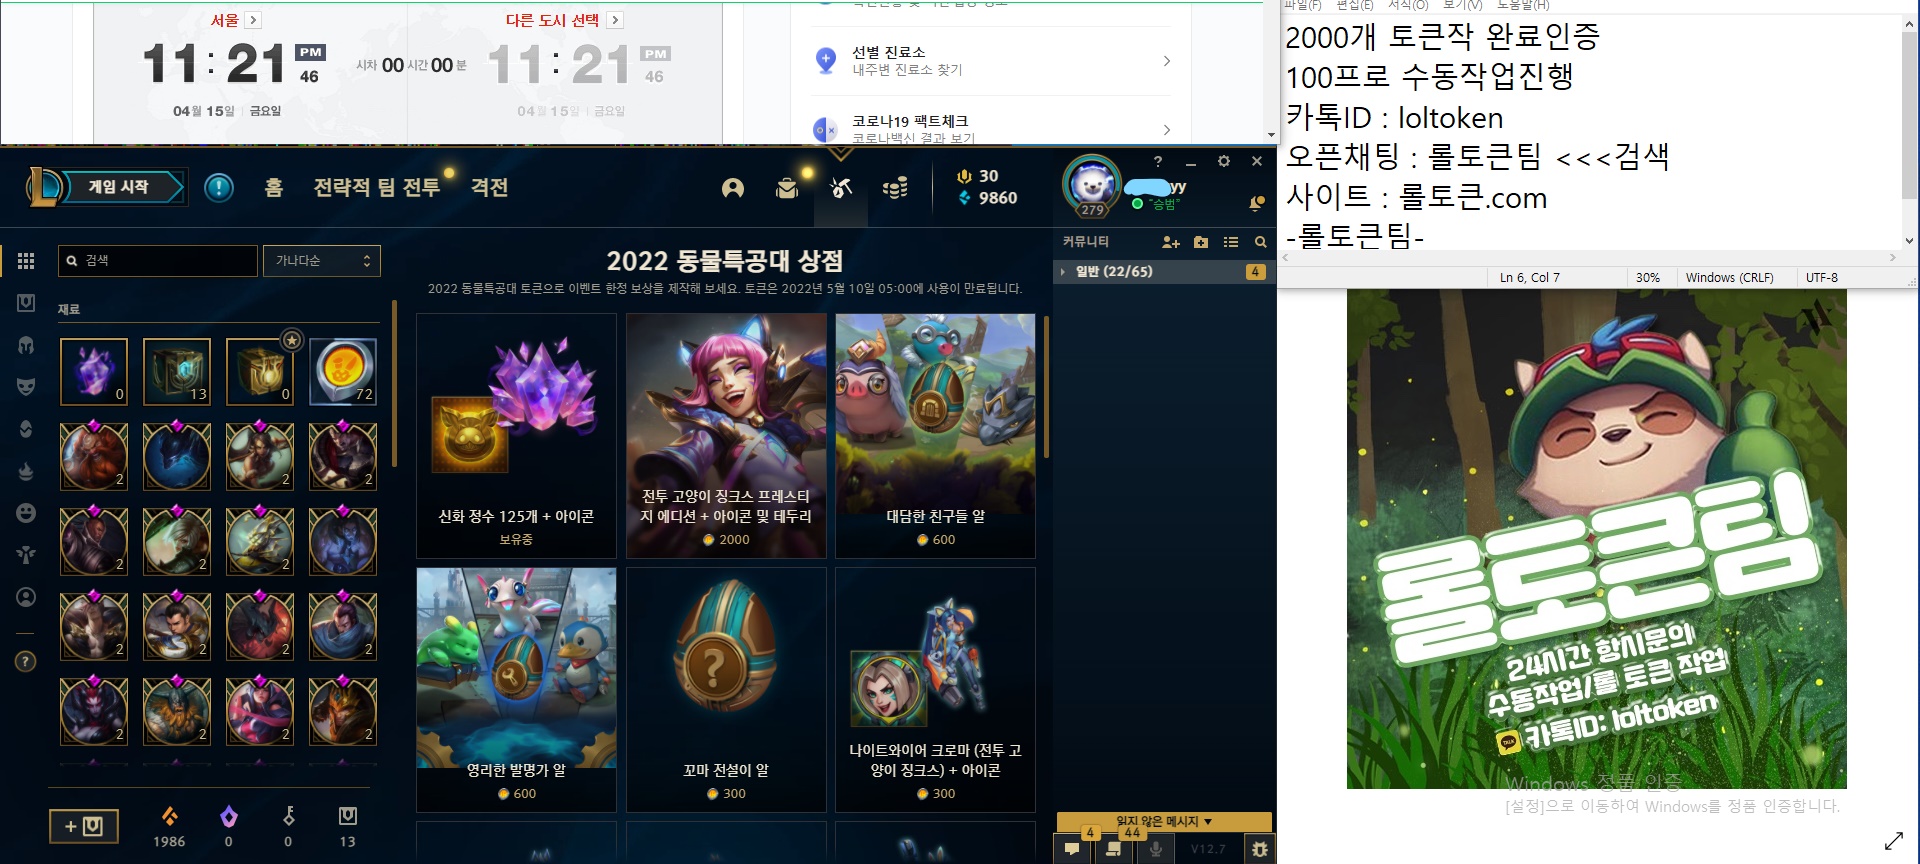 서울 >
다른 도시 선택 >
11:21 PM 46
시차 00 시간 00 분
11:21 PM 46
04월 15일 | 금요일
04월 15일 | 금요일
선별 진료소
내주변 진료소 찾기
코로나19 팩트체크
코로나백신 결과 보기
파일(F) 편집(E) 서식(O) 보기(V) 도움말(H)
2000개 토큰작 완료인증
100프로 수동작업진행
카톡ID : loltoken
오픈채팅 : 롤토큰팀 <<<검색
사이트 : 롤토큰.com
-롤토큰팀-
Ln 6, Col 7
30%
Windows (CRLF)
UTF-8
게임 시작
홈
전략적 팀 전투
격전
30
9860
279
yy
"승범"
커뮤니티
일반 (22/65)
4
검색
가나다순
재료
0
13
0
72
2 2 2 2
2 2 2 2
2 2 2 2
2 2 2 2
1986
0
0
13
2022 동물특공대 상점
2022 동물특공대 토큰으로 이벤트 한정 보상을 제작해 보세요. 토큰은 2022년 5월 10일 05:00에 사용이 만료됩니다.
신화 정수 125개 + 아이콘
보유중
전투 고양이 징크스 프레스티
지 에디션 + 아이콘 및 테두리
2000
대담한 친구들 알
600
영리한 발명가 알
600
꼬마 전설이 알
300
나이트와이어 크로마 (전투 고
양이 징크스) + 아이콘
300
읽지 않은 메시지
4
44
V12.7
롤토큰팀
24시간 항시문의
수동작업/롤 토큰 작업
TALK
카톡ID: loltoken
Windows 정품 인증
[설정]으로 이동하여 Windows를 정품 인증합니다.